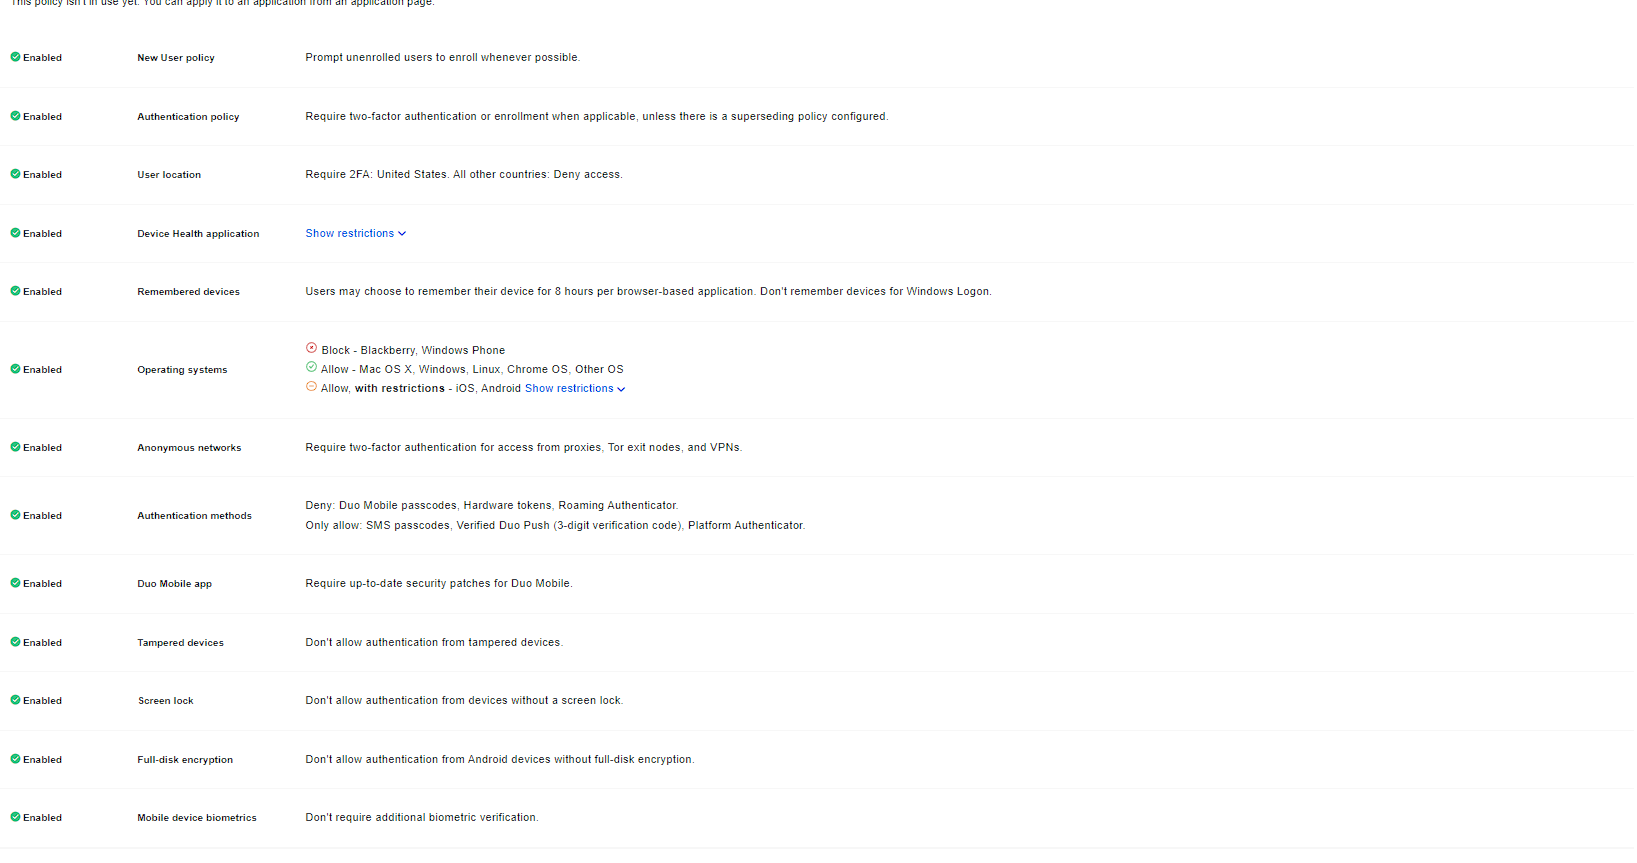 This policy isn't in use yet. You can apply it to an application from an application page.
Enabled New User policy Prompt unenrolled users to enroll whenever possible.
Enabled Authentication policy Require two-factor authentication or enrollment when applicable, unless there is a superseding policy configured.
Enabled User location Require 2FA: United States. All other countries: Deny access.
Enabled Device Health application Show restrictions
Enabled Remembered devices Users may choose to remember their device for 8 hours per browser-based application. Don't remember devices for Windows Logon.
Block - Blackberry, Windows Phone
Enabled Operating systems Allow - Mac OS X, Windows, Linux, Chrome OS, Other OS
Allow, with restrictions - iOS, Android Show restrictions
Enabled Anonymous networks Require two-factor authentication for access from proxies, Tor exit nodes, and VPNs.
Enabled Authentication methods Deny: Duo Mobile passcodes, Hardware tokens, Roaming Authenticator.
Only allow: SMS passcodes, Verified Duo Push (3-digit verification code), Platform Authenticator.
Enabled Duo Mobile app Require up-to-date security patches for Duo Mobile.
Enabled Tampered devices Don't allow authentication from tampered devices.
Enabled Screen lock Don't allow authentication from devices without a screen lock.
Enabled Full-disk encryption Don't allow authentication from Android devices without full-disk encryption.
Enabled Mobile device biometrics Don't require additional biometric verification.